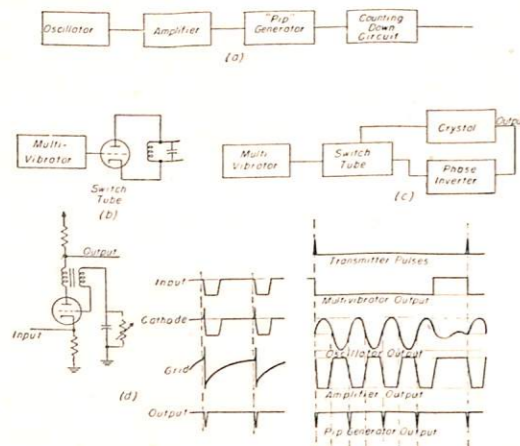 Oscillator
Amplifier
"Pip"
Generator
Counting
Down
Circuit
(a)
Multi-
Vibrator
Switch
Tube
(b)
Multi
Vibrator
Switch
Tube
Crystal
Output
Phase
Inverter
(c)
Output
Input
(d)
Input
Cathode
Grid
Output
Transmitter Pulses
Multivibrator Output
Oscillator Output
Amplifier Output
Pip Generator Output